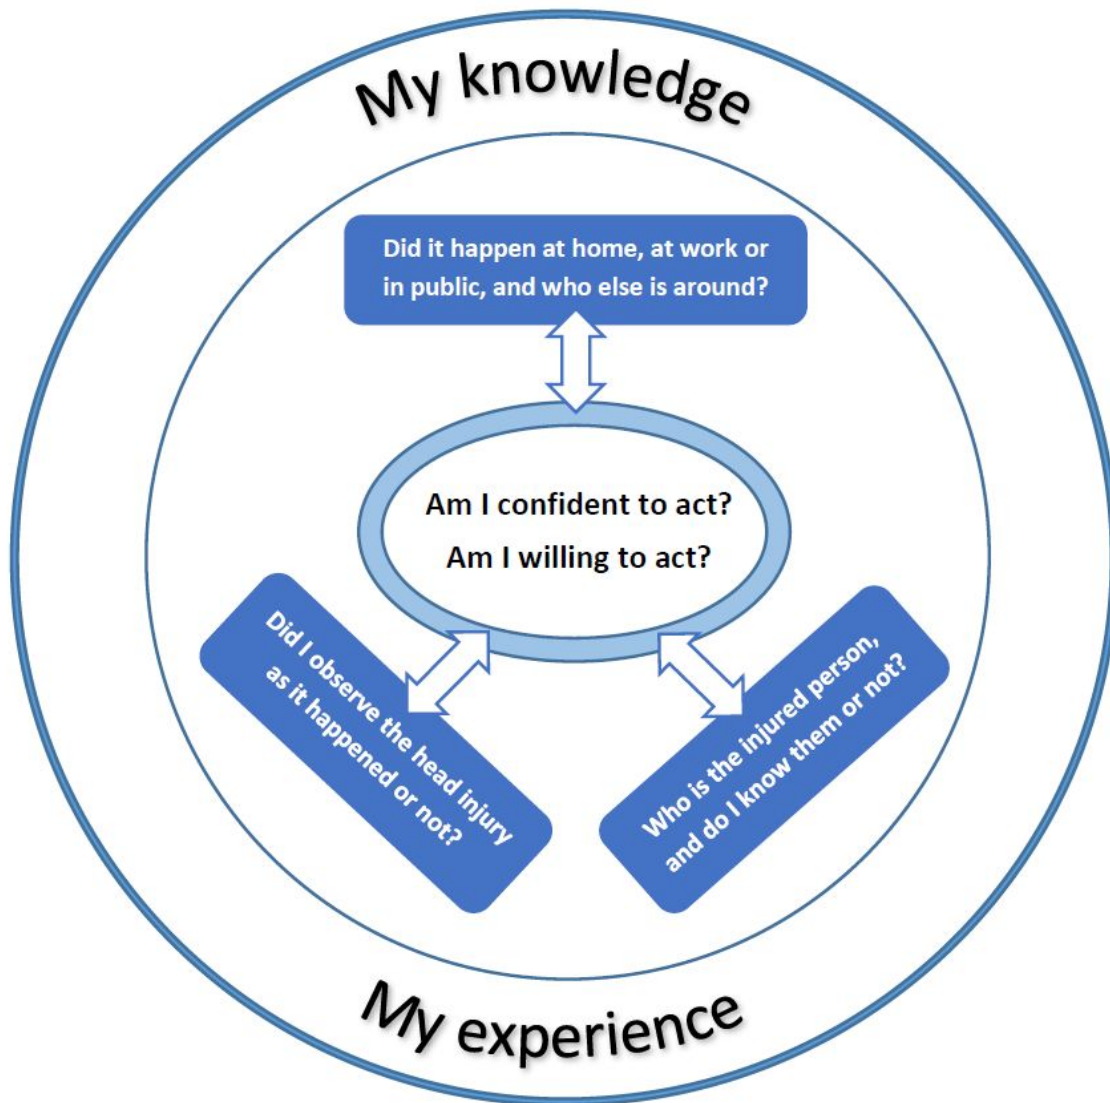 My knowledge
Did it happen at home, at work or
in public, and who else is around?
Am I confident to act?
Am I willing to act?
Did I observe the head injury
as it happened or not?
Who is the injured person,
and do I know them or not?
My experience